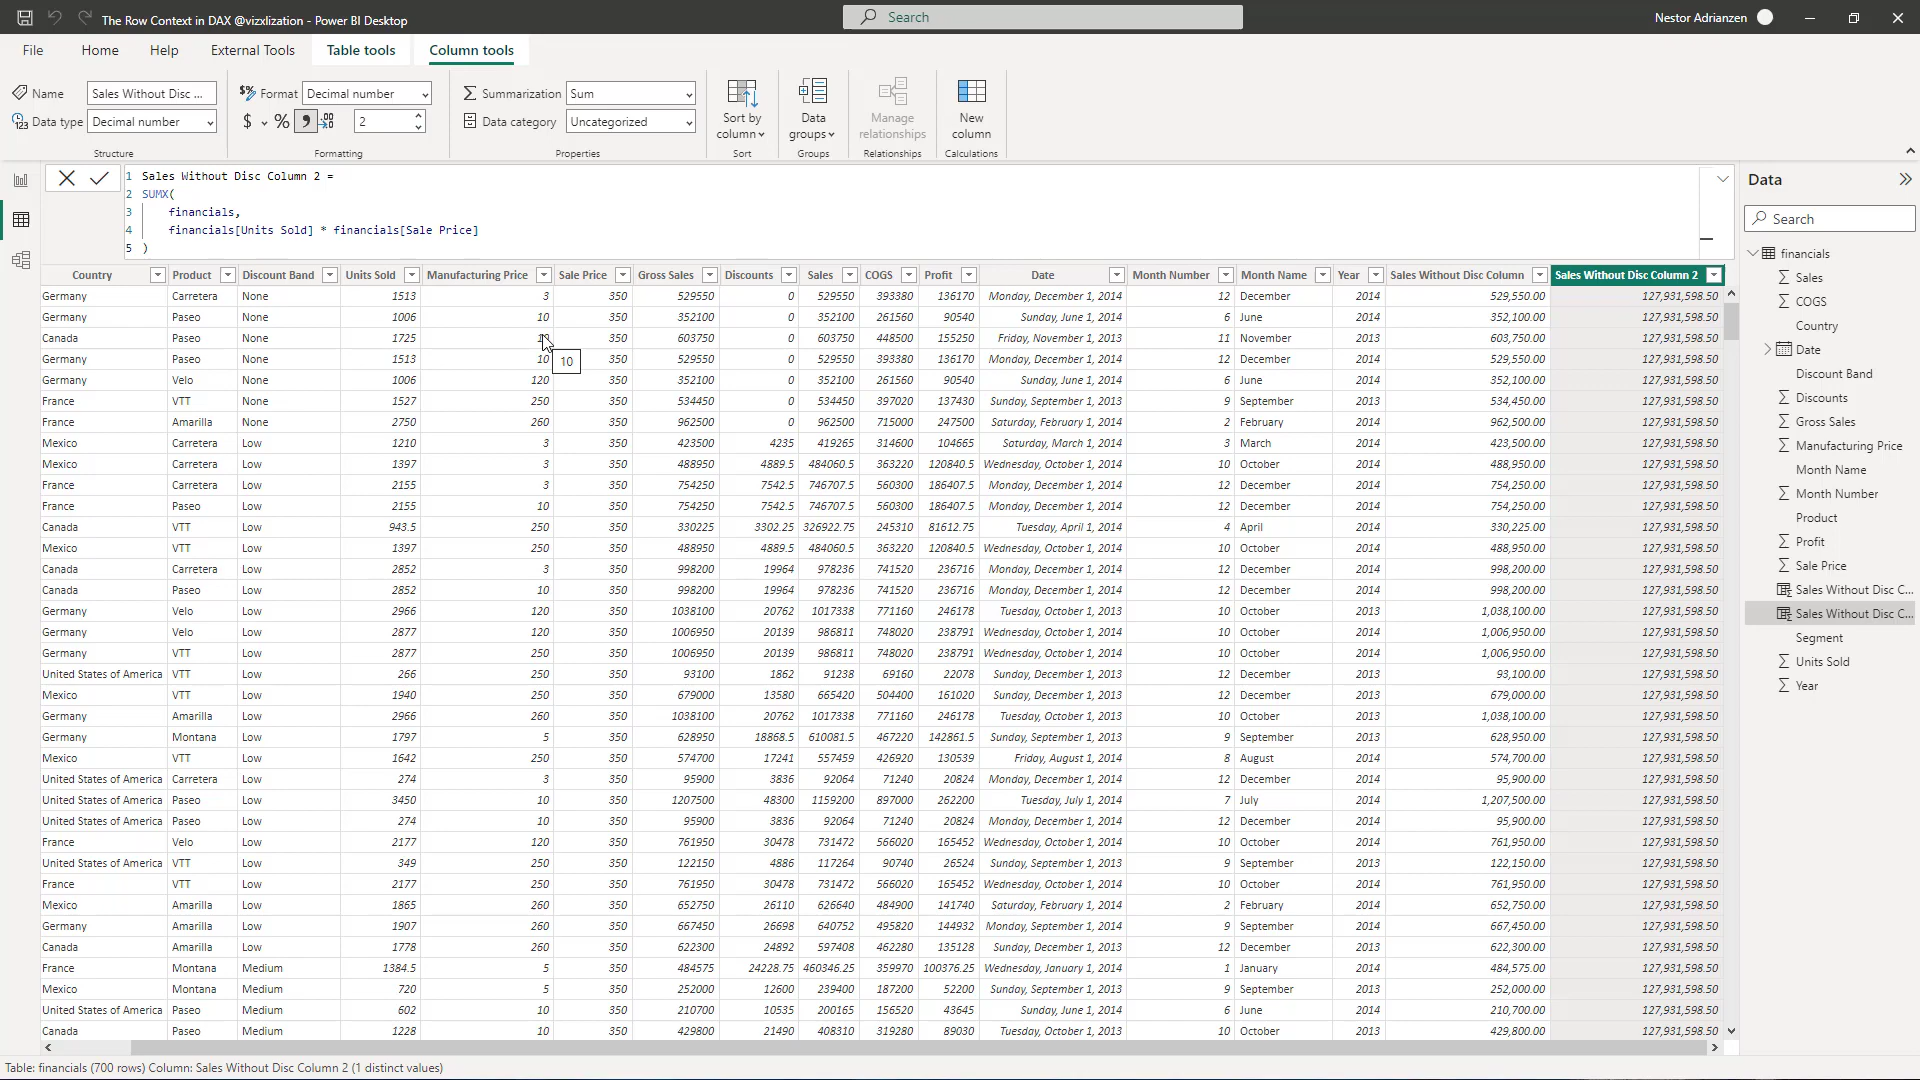 The Row Context in DAX @vizxlization - Power BI Desktop
Search
Nestor Adrianzen
File Home Help External Tools Table tools Column tools
Name Sales Without Disc ... $% Format Decimal number Summarization Sum
Data type Decimal number $ % 9 .00 2 Data category Uncategorized
Sort by column Data groups Manage relationships New column
Structure Formatting Properties Sort Groups Relationships Calculations
1 Sales Without Disc Column 2 =
2 SUMX(
3 financials,
4 financials[Units Sold] * financials[Sale Price]
5 )
Country Product Discount Band Units Sold Manufacturing Price Sale Price Gross Sales Discounts Sales COGS Profit Date Month Number Month Name Year Sales Without Disc Column Sales Without Disc Column 2
Germany Carretera None 1513 3 350 529550 0 529550 393380 136170 Monday, December 1, 2014 12 December 2014 529,550.00 127,931,598.50
Germany Paseo None 1006 10 350 352100 0 352100 261560 90540 Sunday, June 1, 2014 6 June 2014 352,100.00 127,931,598.50
Canada Paseo None 1725 10 350 603750 0 603750 448500 155250 Friday, November 1, 2013 11 November 2013 603,750.00 127,931,598.50
Germany Paseo None 1513 10 350 529550 0 529550 393380 136170 Monday, December 1, 2014 12 December 2014 529,550.00 127,931,598.50
10
Germany Velo None 1006 120 350 352100 0 352100 261560 90540 Sunday, June 1, 2014 6 June 2014 352,100.00 127,931,598.50
France VTT None 1527 250 350 534450 0 534450 397020 137430 Sunday, September 1, 2013 9 September 2013 534,450.00 127,931,598.50
France Amarilla None 2750 260 350 962500 0 962500 715000 247500 Saturday, February 1, 2014 2 February 2014 962,500.00 127,931,598.50
Mexico Carretera Low 1210 3 350 423500 4235 419265 314600 104665 Saturday, March 1, 2014 3 March 2014 423,500.00 127,931,598.50
Mexico Carretera Low 1397 3 350 488950 4889.5 484060.5 363220 120840.5 Wednesday, October 1, 2014 10 October 2014 488,950.00 127,931,598.50
France Carretera Low 2155 3 350 754250 7542.5 746707.5 560300 186407.5 Monday, December 1, 2014 12 December 2014 754,250.00 127,931,598.50
France Paseo Low 2155 10 350 754250 7542.5 746707.5 560300 186407.5 Monday, December 1, 2014 12 December 2014 754,250.00 127,931,598.50
Canada VTT Low 943.5 250 350 330225 3302.25 326922.75 245310 81612.75 Tuesday, April 1, 2014 4 April 2014 330,225.00 127,931,598.50
Mexico VTT Low 1397 250 350 488950 4889.5 484060.5 363220 120840.5 Wednesday, October 1, 2014 10 October 2014 488,950.00 127,931,598.50
Canada Carretera Low 2852 3 350 998200 19964 978236 741520 236716 Monday, December 1, 2014 12 December 2014 998,200.00 127,931,598.50
Canada Paseo Low 2852 10 350 998200 19964 978236 741520 236716 Monday, December 1, 2014 12 December 2014 998,200.00 127,931,598.50
Germany Velo Low 2966 120 350 1038100 20762 1017338 771160 246178 Tuesday, October 1, 2013 10 October 2013 1,038,100.00 127,931,598.50
Germany Velo Low 2877 120 350 1006950 20139 986811 748020 238791 Wednesday, October 1, 2014 10 October 2014 1,006,950.00 127,931,598.50
Germany VTT Low 2877 250 350 1006950 20139 986811 748020 238791 Wednesday, October 1, 2014 10 October 2014 1,006,950.00 127,931,598.50
United States of America VTT Low 266 250 350 93100 1862 91238 69160 22078 Sunday, December 1, 2013 12 December 2013 93,100.00 127,931,598.50
Mexico VTT Low 1940 250 350 679000 13580 665420 504400 161020 Sunday, December 1, 2013 12 December 2013 679,000.00 127,931,598.50
Germany Amarilla Low 2966 260 350 1038100 20762 1017338 771160 246178 Tuesday, October 1, 2013 10 October 2013 1,038,100.00 127,931,598.50
Germany Montana Low 1797 5 350 628950 18868.5 610081.5 467220 142861.5 Sunday, September 1, 2013 9 September 2013 628,950.00 127,931,598.50
Mexico VTT Low 1642 250 350 574700 17241 557459 426920 130539 Friday, August 1, 2014 8 August 2014 574,700.00 127,931,598.50
United States of America Carretera Low 274 3 350 95900 3836 92064 71240 20824 Monday, December 1, 2014 12 December 2014 95,900.00 127,931,598.50
United States of America Paseo Low 3450 10 350 1207500 48300 1159200 897000 262200 Tuesday, July 1, 2014 7 July 2014 1,207,500.00 127,931,598.50
United States of America Paseo Low 274 10 350 95900 3836 92064 71240 20824 Monday, December 1, 2014 12 December 2014 95,900.00 127,931,598.50
France Velo Low 2177 120 350 761950 30478 731472 566020 165452 Wednesday, October 1, 2014 10 October 2014 761,950.00 127,931,598.50
United States of America VTT Low 349 250 350 122150 4886 117264 90740 26524 Sunday, September 1, 2013 9 September 2013 122,150.00 127,931,598.50
France VTT Low 2177 250 350 761950 30478 731472 566020 165452 Wednesday, October 1, 2014 10 October 2014 761,950.00 127,931,598.50
Mexico Amarilla Low 1865 260 350 652750 26110 626640 484900 141740 Saturday, February 1, 2014 2 February 2014 652,750.00 127,931,598.50
Germany Amarilla Low 1907 260 350 667450 26698 640752 495820 144932 Monday, September 1, 2014 9 September 2014 667,450.00 127,931,598.50
Canada Amarilla Low 1778 260 350 622300 24892 597408 462280 135128 Sunday, December 1, 2013 12 December 2013 622,300.00 127,931,598.50
France Montana Medium 1384.5 5 350 484575 24228.75 460346.25 359970 100376.25 Wednesday, January 1, 2014 1 January 2014 484,575.00 127,931,598.50
Mexico Montana Medium 720 5 350 252000 12600 239400 187200 52200 Sunday, September 1, 2013 9 September 2013 252,000.00 127,931,598.50
United States of America Paseo Medium 602 10 350 210700 10535 200165 156520 43645 Sunday, June 1, 2014 6 June 2014 210,700.00 127,931,598.50
Canada Paseo Medium 1228 10 350 429800 21490 408310 319280 89030 Tuesday, October 1, 2013 10 October 2013 429,800.00 127,931,598.50
Data
Search
financials
Sales
COGS
Country
Date
Discount Band
Discounts
Gross Sales
Manufacturing Price
Month Name
Month Number
Product
Profit
Sale Price
Sales Without Disc C...
Sales Without Disc C...
Segment
Units Sold
Year
Table: financials (700 rows) Column: Sales Without Disc Column 2 (1 distinct values)